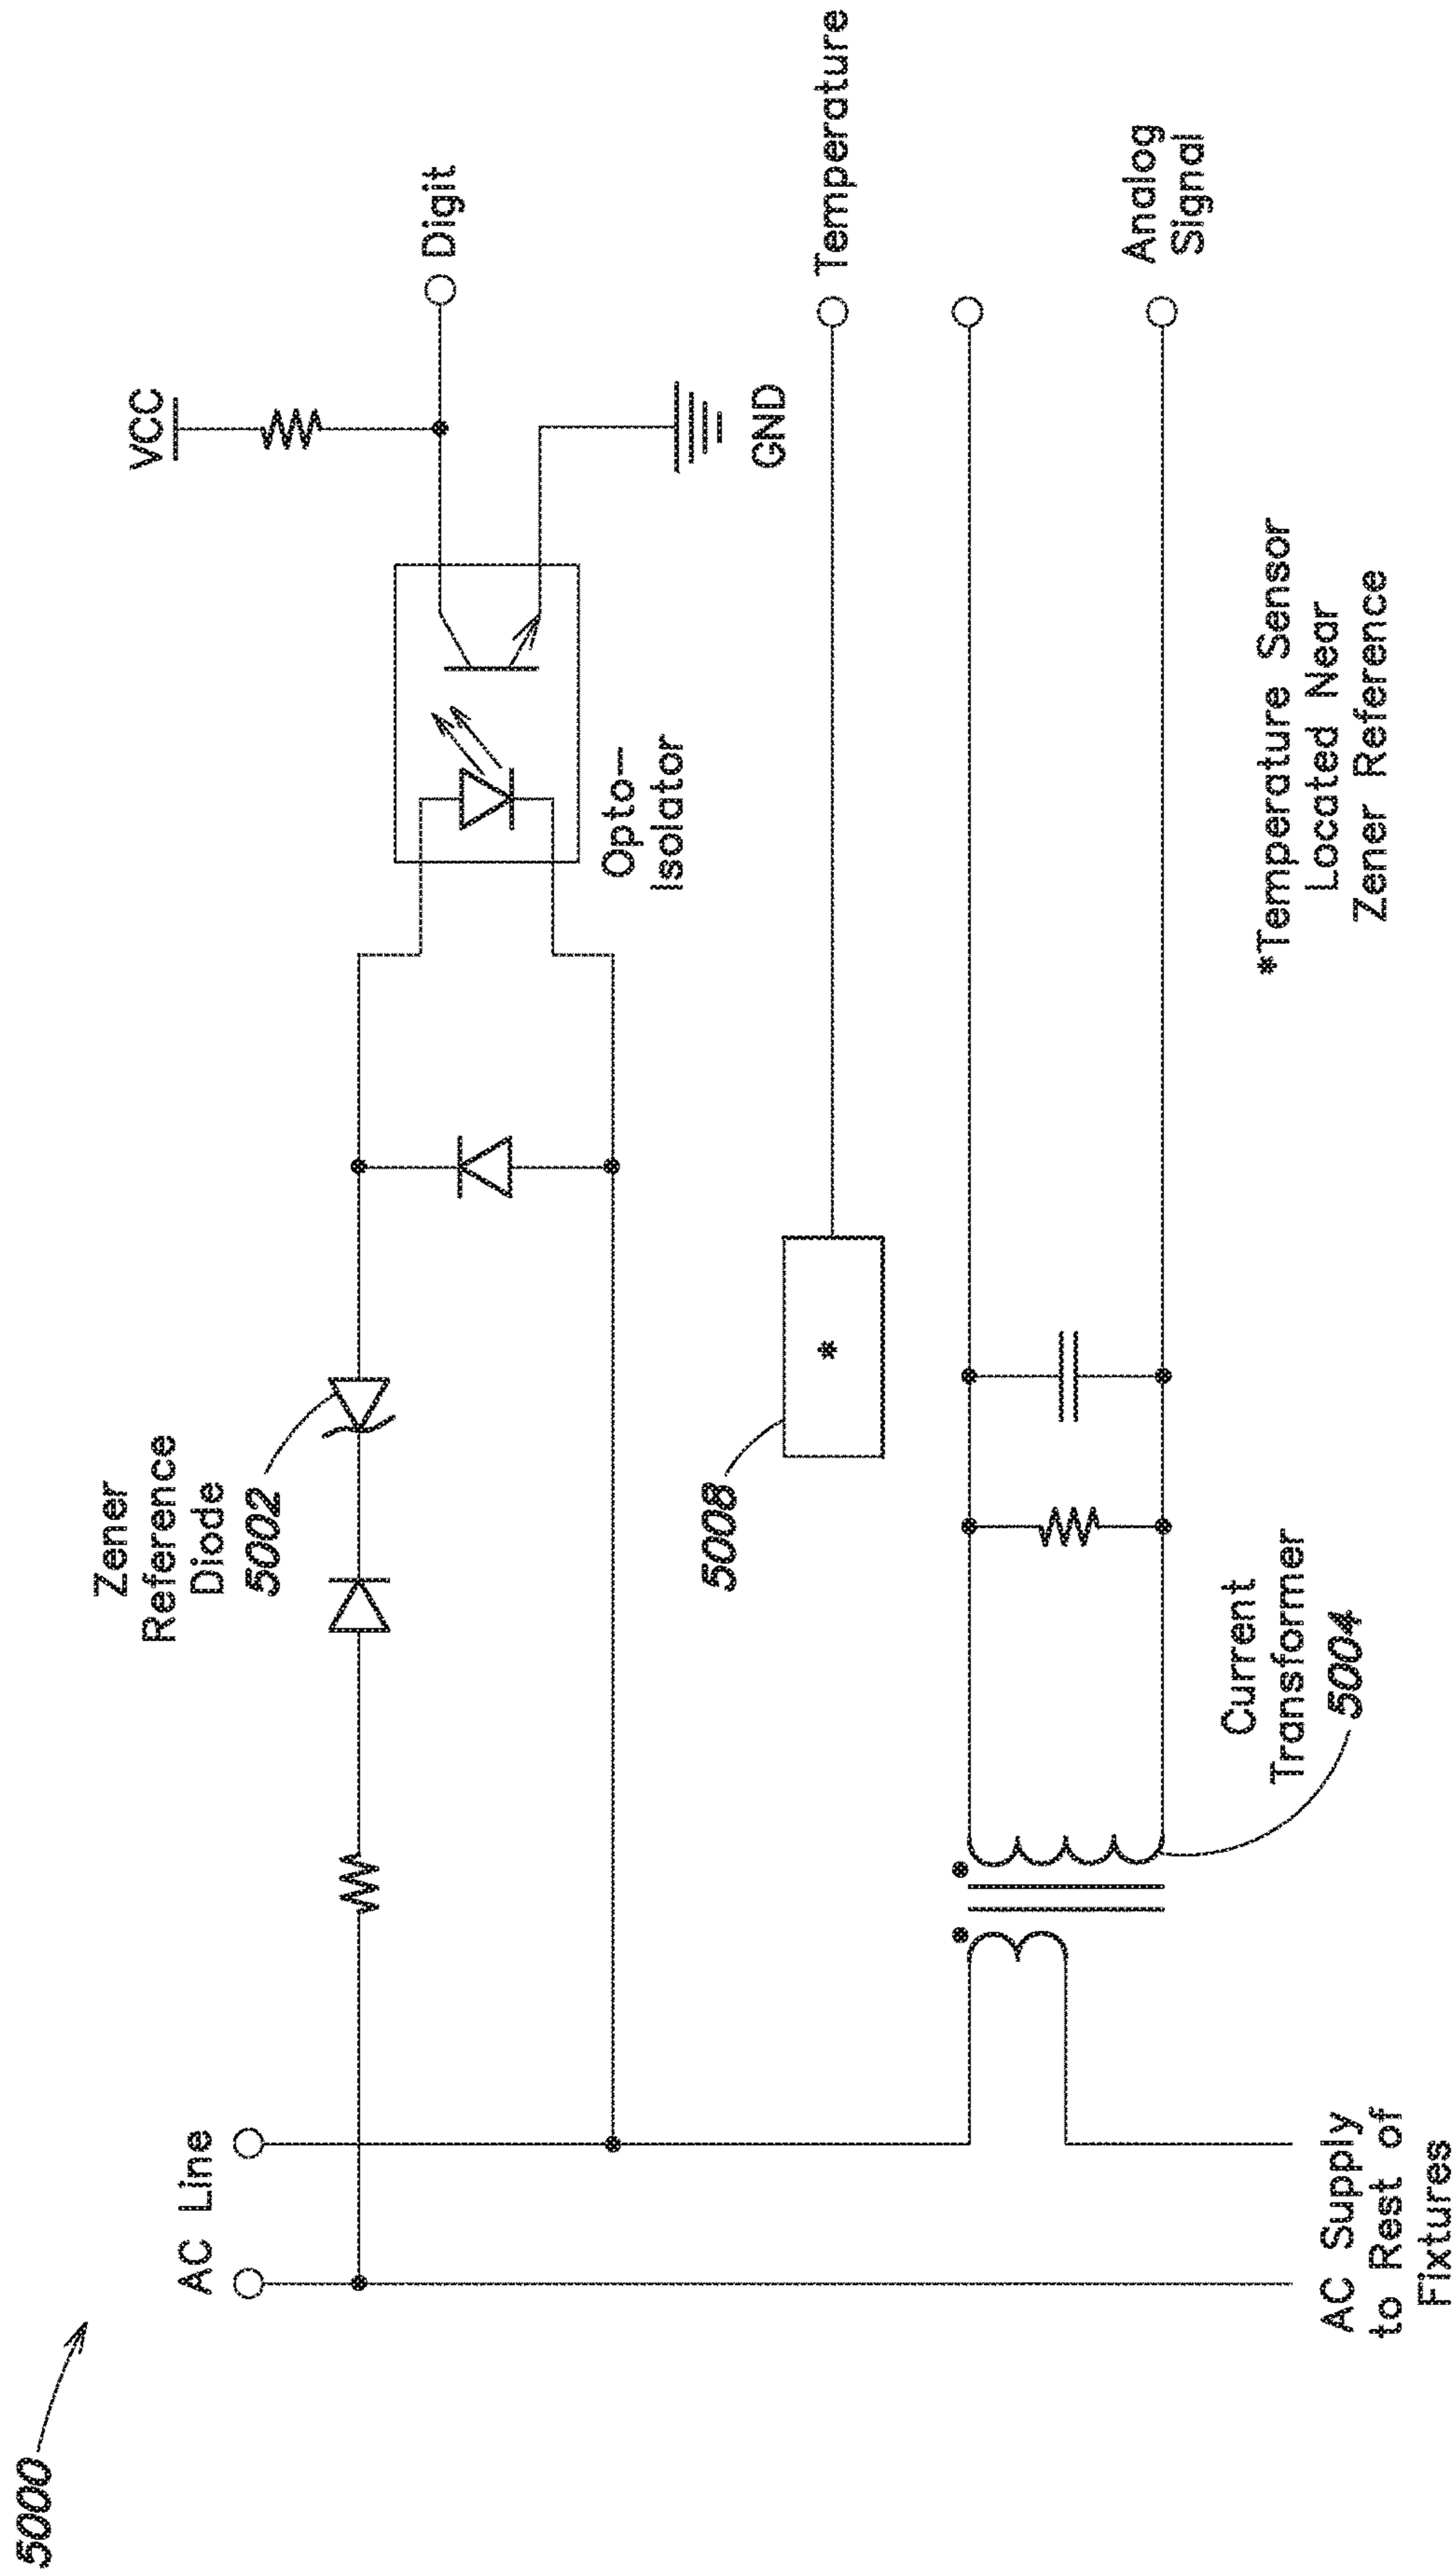 5000
AC Line
Zener
Reference
Diode
5002
VCC
Digit
Opto–
Isolator
GND
5008
*
Temperature
Current
Transformer
5004
Analog
Signal
*Temperature Sensor
Located Near
Zener Reference
AC Supply
to Rest of
Fixtures